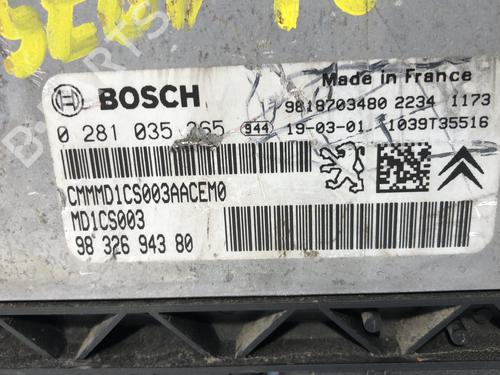 BOSCH
Made in France
9818703480 2234 1173
0 281 035 265 944 19-03-01 1039T35516
CMMMD1CS003AACEM0
MD1CS003
98 326 943 80